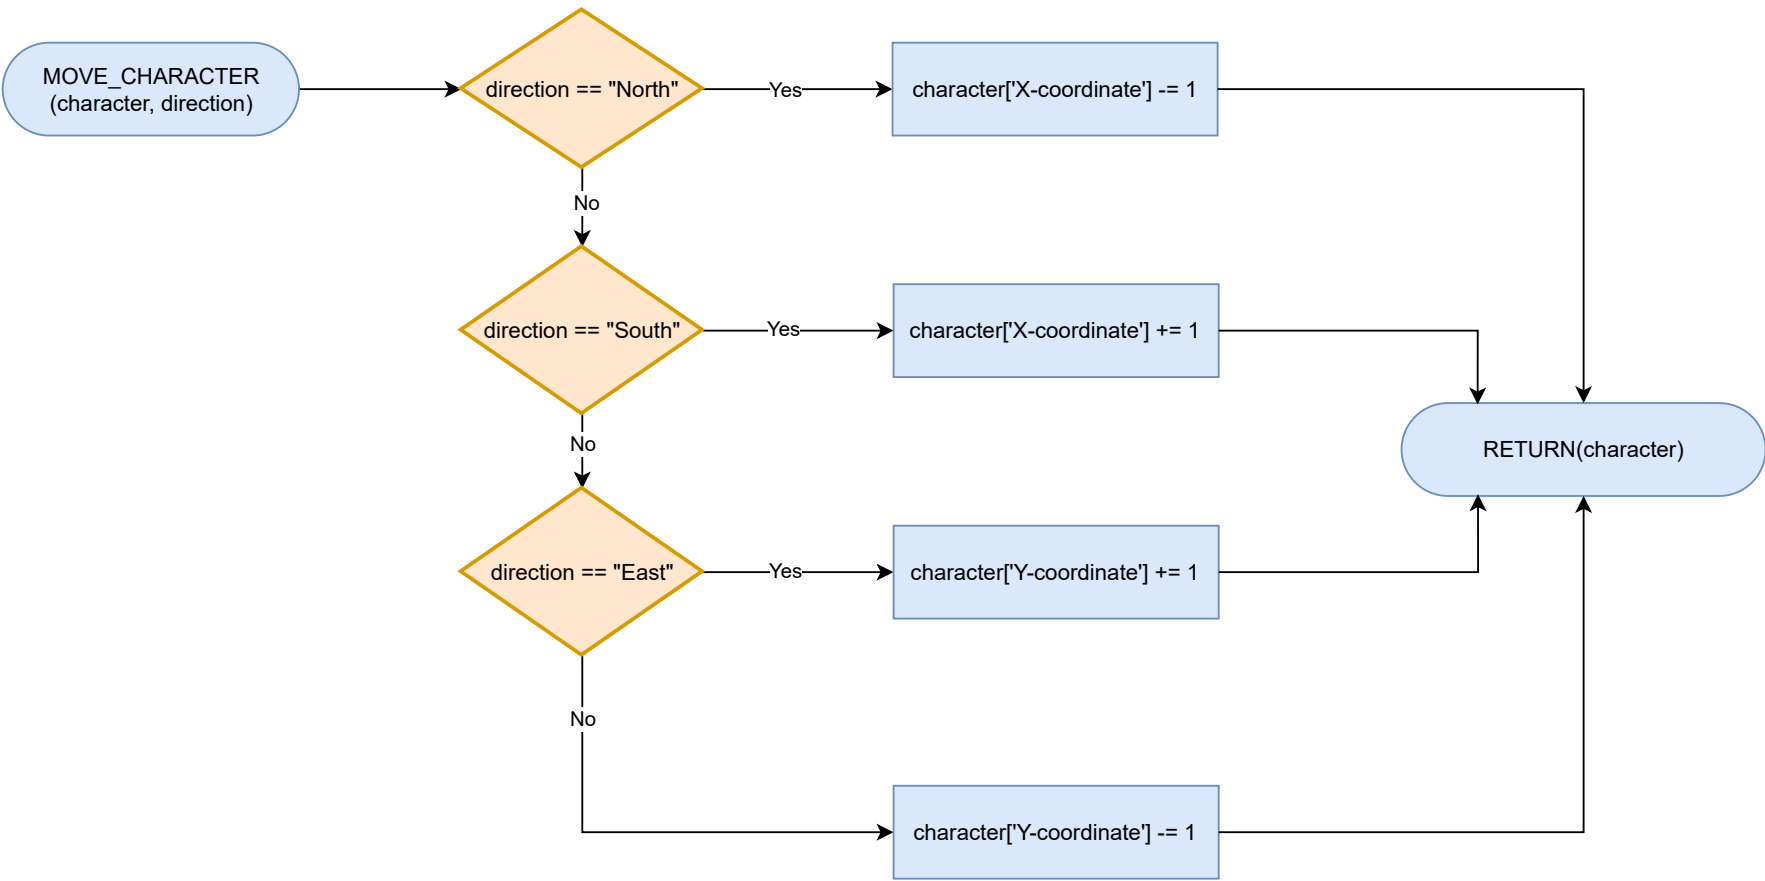 MOVE_CHARACTER
(character, direction)
direction == "North"
Yes
character['X-coordinate'] -= 1
No
direction == "South"
Yes
character['X-coordinate'] += 1
No
RETURN(character)
direction == "East"
Yes
character['Y-coordinate'] += 1
No
character['Y-coordinate'] -= 1